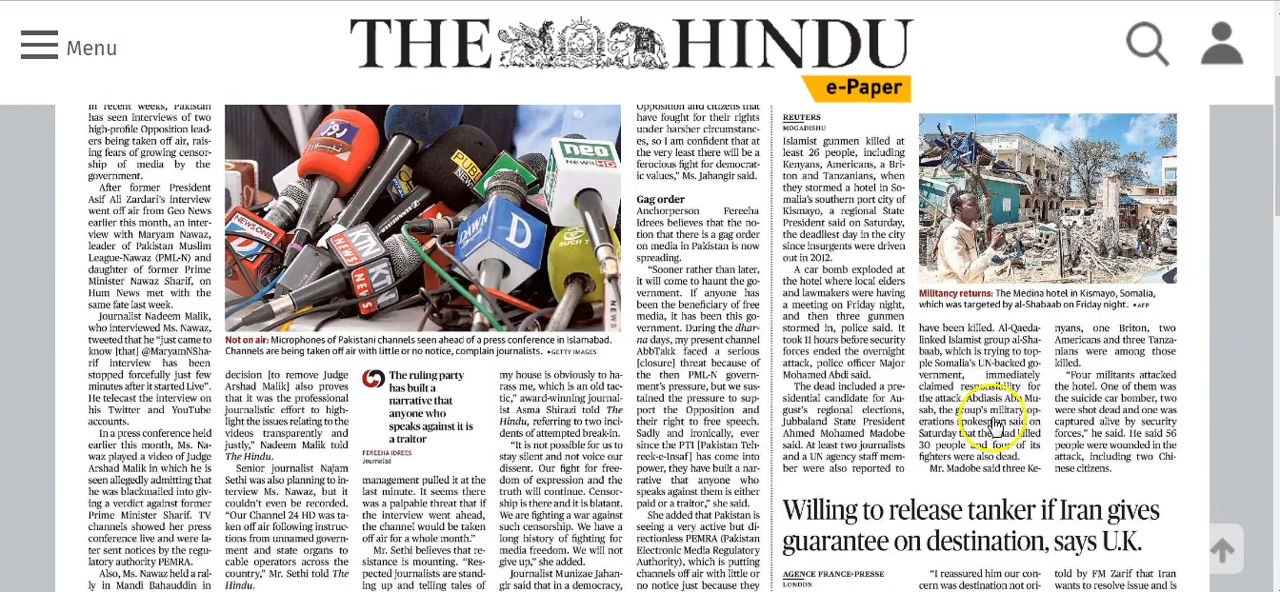 Menu
THE HINDU
e-Paper
In recent weeks, Pakistan
has seen interviews of two
high-profile Opposition lead-
ers being taken off air, rais-
ing fears of growing censor-
ship of media by the
government.
After former President
Asif Ali Zardari's interview
went off air from Geo News
earlier this month, an inter-
view with Maryam Nawaz,
leader of Pakistan Muslim
League-Nawaz (PML-N) and
daughter of former Prime
Minister Nawaz Sharif, on
Hum News met with the
same fate last week.
Journalist Nadeem Malik,
who interviewed Ms. Nawaz,
tweeted that he "just came to
know [that] @MaryamNSha-
rif interview has been
stopped forcefully just few
minutes after it started Live".
He telecast the interview on
his Twitter and YouTube
accounts.
In a press conference held
earlier this month, Ms. Na-
waz played a video of Judge
Arshad Malik in which he is
seen allegedly admitting that
he was blackmailed into giv-
ing a verdict against former
Prime Minister Sharif. TV
channels showed her press
conference live and were la-
ter sent notices by the regu-
latory authority PEMRA.
Also, Ms. Nawaz held a ral-
ly in Mandi Bahauddin in
NEWSONE
KTN
NEWS
KTN
NEWS
PUBLIC
NEWS
DAWN
D
neo
NEWS HD
SUCH T
NEWS
Not on air: Microphones of Pakistani channels seen ahead of a press conference in Islamabad.
Channels are being taken off air with little or no notice, complain journalists. •GETTY IMAGES
decision [to remove Judge
Arshad Malik] also proves
that it was the professional
journalistic effort to high-
light the issues relating to the
videos transparently and
justly," Nadeem Malik told
The Hindu.
Senior journalist Najam
Sethi was also planning to in-
terview Ms. Nawaz, but it
couldn't even be recorded.
"Our Channel 24 HD was ta-
ken off air following instruc-
tions from unnamed govern-
ment and state organs to
cable operators across the
country," Mr. Sethi told The
Hindu.
The ruling party
has built a
narrative that
anyone who
speaks against it is
a traitor
FEREEHA IDREES
Journalist
management pulled it at the
last minute. It seems there
was a palpable threat that if
the interview went ahead,
the channel would be taken
off air for a whole month."
Mr. Sethi believes that re-
sistance is mounting. "Res-
pected journalists are stand-
ing up and telling tales of
my house is obviously to ha-
rass me, which is an old tac-
tic," award-winning journal-
ist Asma Shirazi told The
Hindu, referring to two inci-
dents of attempted break-in.
"It is not possible for us to
stay silent and not voice our
dissent. Our fight for free-
dom of expression and the
truth will continue. Censor-
ship is there and it is blatant.
We are fighting a war against
such censorship. We have a
long history of fighting for
media freedom. We will not
give up," she added.
Journalist Munizae Jahan-
gir said that in a democracy,
Opposition and citizens that
have fought for their rights
under harsher circumstanc-
es, so I am confident that at
the very least there will be a
ferocious fight for democrat-
ic values," Ms. Jahangir said.
Gag order
Anchorperson Fereeha
Idrees believes that the no-
tion that there is a gag order
on media in Pakistan is now
spreading.
"Sooner rather than later,
it will come to haunt the go-
vernment. If anyone has
been the beneficiary of free
media, it has been this go-
vernment. During the dhar-
na days, my present channel
AbbTakk faced a serious
[closure] threat because of
the then PML-N govern-
ment's pressure, but we sus-
tained the pressure to sup-
port the Opposition and
their right to free speech.
Sadly and ironically, ever
since the PTI [Pakistan Teh-
reek-e-Insaf] has come into
power, they have built a nar-
rative that anyone who
speaks against them is either
paid or a traitor," she said.
She added that Pakistan is
seeing a very active but di-
rectionless PEMRA (Pakistan
Electronic Media Regulatory
Authority), which is putting
channels off air with little or
no notice just because they
REUTERS
MOGADISHU
Islamist gunmen killed at
least 26 people, including
Kenyans, Americans, a Bri-
ton and Tanzanians, when
they stormed a hotel in So-
malia's southern port city of
Kismayo, a regional State
President said on Saturday,
the deadliest day in the city
since insurgents were driven
out in 2012.
A car bomb exploded at
the hotel where local elders
and lawmakers were having
a meeting on Friday night,
and then three gunmen
stormed in, police said. It
took 11 hours before security
forces ended the overnight
attack, police officer Major
Mohamed Abdi said.
The dead included a pre-
sidential candidate for Au-
gust's regional elections,
Jubbaland State President
Ahmed Mohamed Madobe
said. At least two journalists
and a UN agency staff mem-
ber were also reported to
Militancy returns: The Medina hotel in Kismayo, Somalia,
which was targeted by al-Shabaab on Friday night. •AFP
have been killed. Al-Qaeda-
linked Islamist group al-Sha-
baab, which is trying to top-
ple Somalia's UN-backed go-
vernment, immediately
claimed responsibility for
the attack. Abdiasis Abu Mu-
sab, the group's military op-
erations spokesman said on
Saturday that the dead killed
30 people and four of its
fighters were also dead.
Mr. Madobe said three Ke-
nyans, one Briton, two
Americans and three Tanza-
nians were among those
killed.
"Four militants attacked
the hotel. One of them was
the suicide car bomber, two
were shot dead and one was
captured alive by security
forces," he said. He said 56
people were wounded in the
attack, including two Chi-
nese citizens.
Willing to release tanker if Iran gives
guarantee on destination, says U.K.
AGENCE FRANCE-PRESSE
LONDON
"I reassured him our con-
cern was destination not ori-
told by FM Zarif that Iran
wants to resolve issue and is